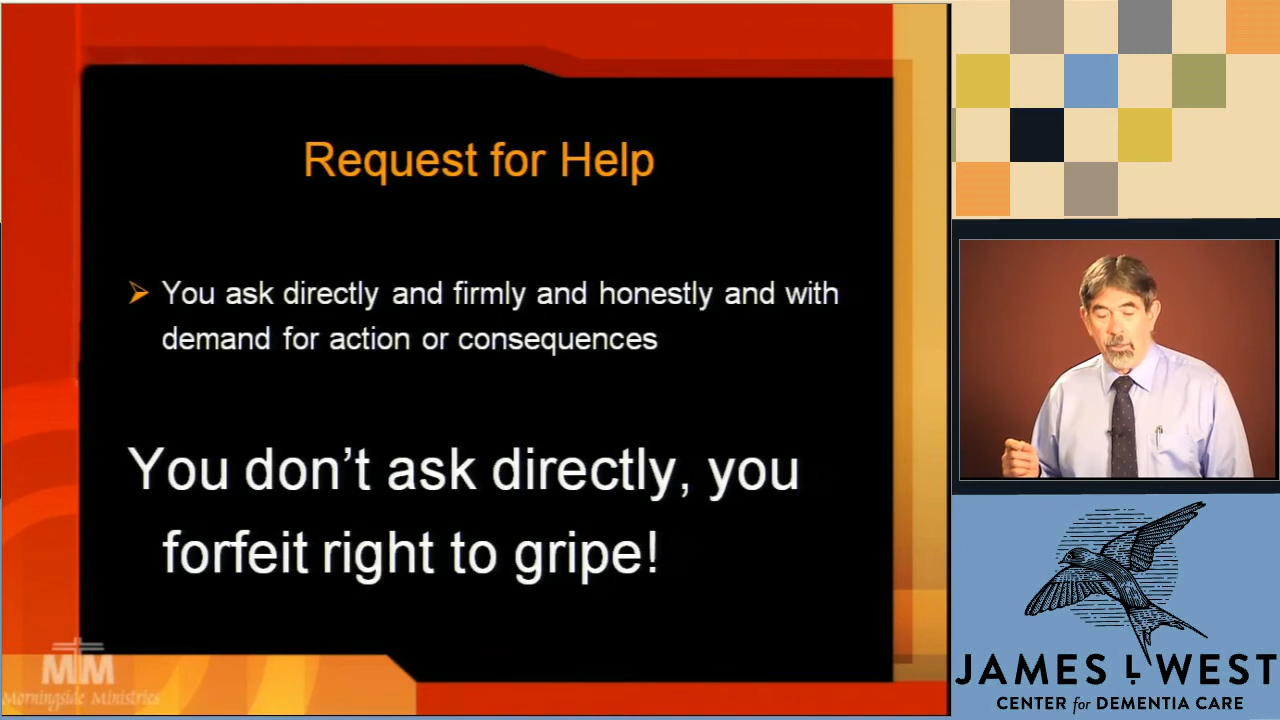 Request for Help
➢ You ask directly and firmly and honestly and with
demand for action or consequences
You don’t ask directly, you
forfeit right to gripe!
MM
Morningside Ministries
JAMES L WEST
CENTER for DEMENTIA CARE